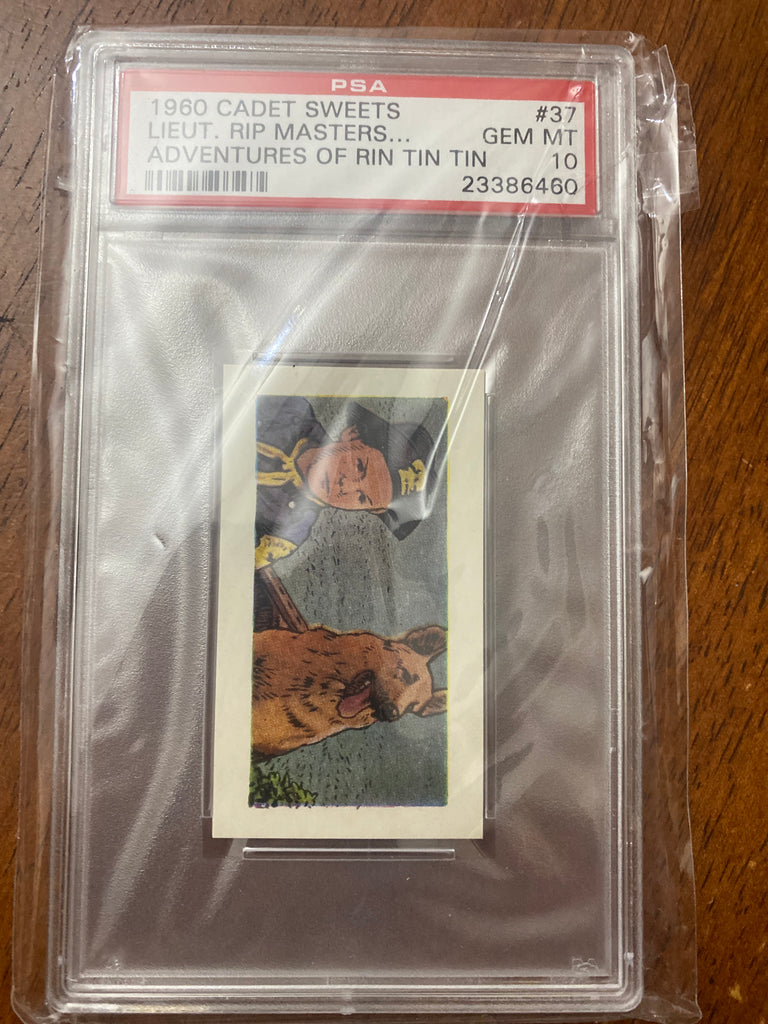 PSA
1960 CADET SWEETS #37
LIEUT. RIP MASTERS... GEM MT
ADVENTURES OF RIN TIN TIN 10
23386460